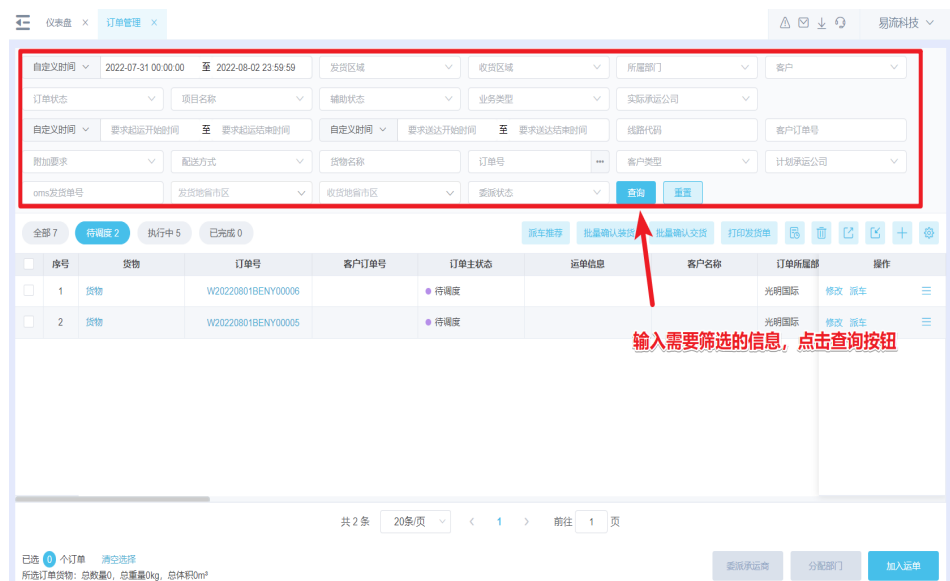 仪表盘 × 订单管理 × 易流科技
自定义时间 2022-07-31 00:00:00 至 2022-08-02 23:59:59 发货区域 收货区域 所属部门 客户
订单状态 项目名称 辅助状态 业务类型 实际承运公司
自定义时间 要求起运开始时间 至 要求起运结束时间 自定义时间 要求送达开始时间 至 要求送达结束时间 线路代码 客户订单号
附加要求 配送方式 货物名称 订单号 ••• 客户类型 计划承运公司
oms发货单号 发货地省市区 收货地省市区 委派状态 查询 重置
全部 7 待调度 2 执行中 5 已完成 0 派车推荐 批量确认装货 批量确认交货 打印发货单
序号 货物 订单号 客户订单号 订单主状态 运单信息 客户名称 订单所属部 操作
1 货物 W20220801BENY00006 待调度 光明国际 修改 派车
2 货物 W20220801BENY00005 待调度 光明国际 修改 派车
输入需要筛选的信息，点击查询按钮
共 2 条 20条/页 < 1 > 前往 1 页
已选 0 个订单 清空选择
所选订单货物：总数量0，总重量0kg，总体积0m³
委派承运商 分配部门 加入运单